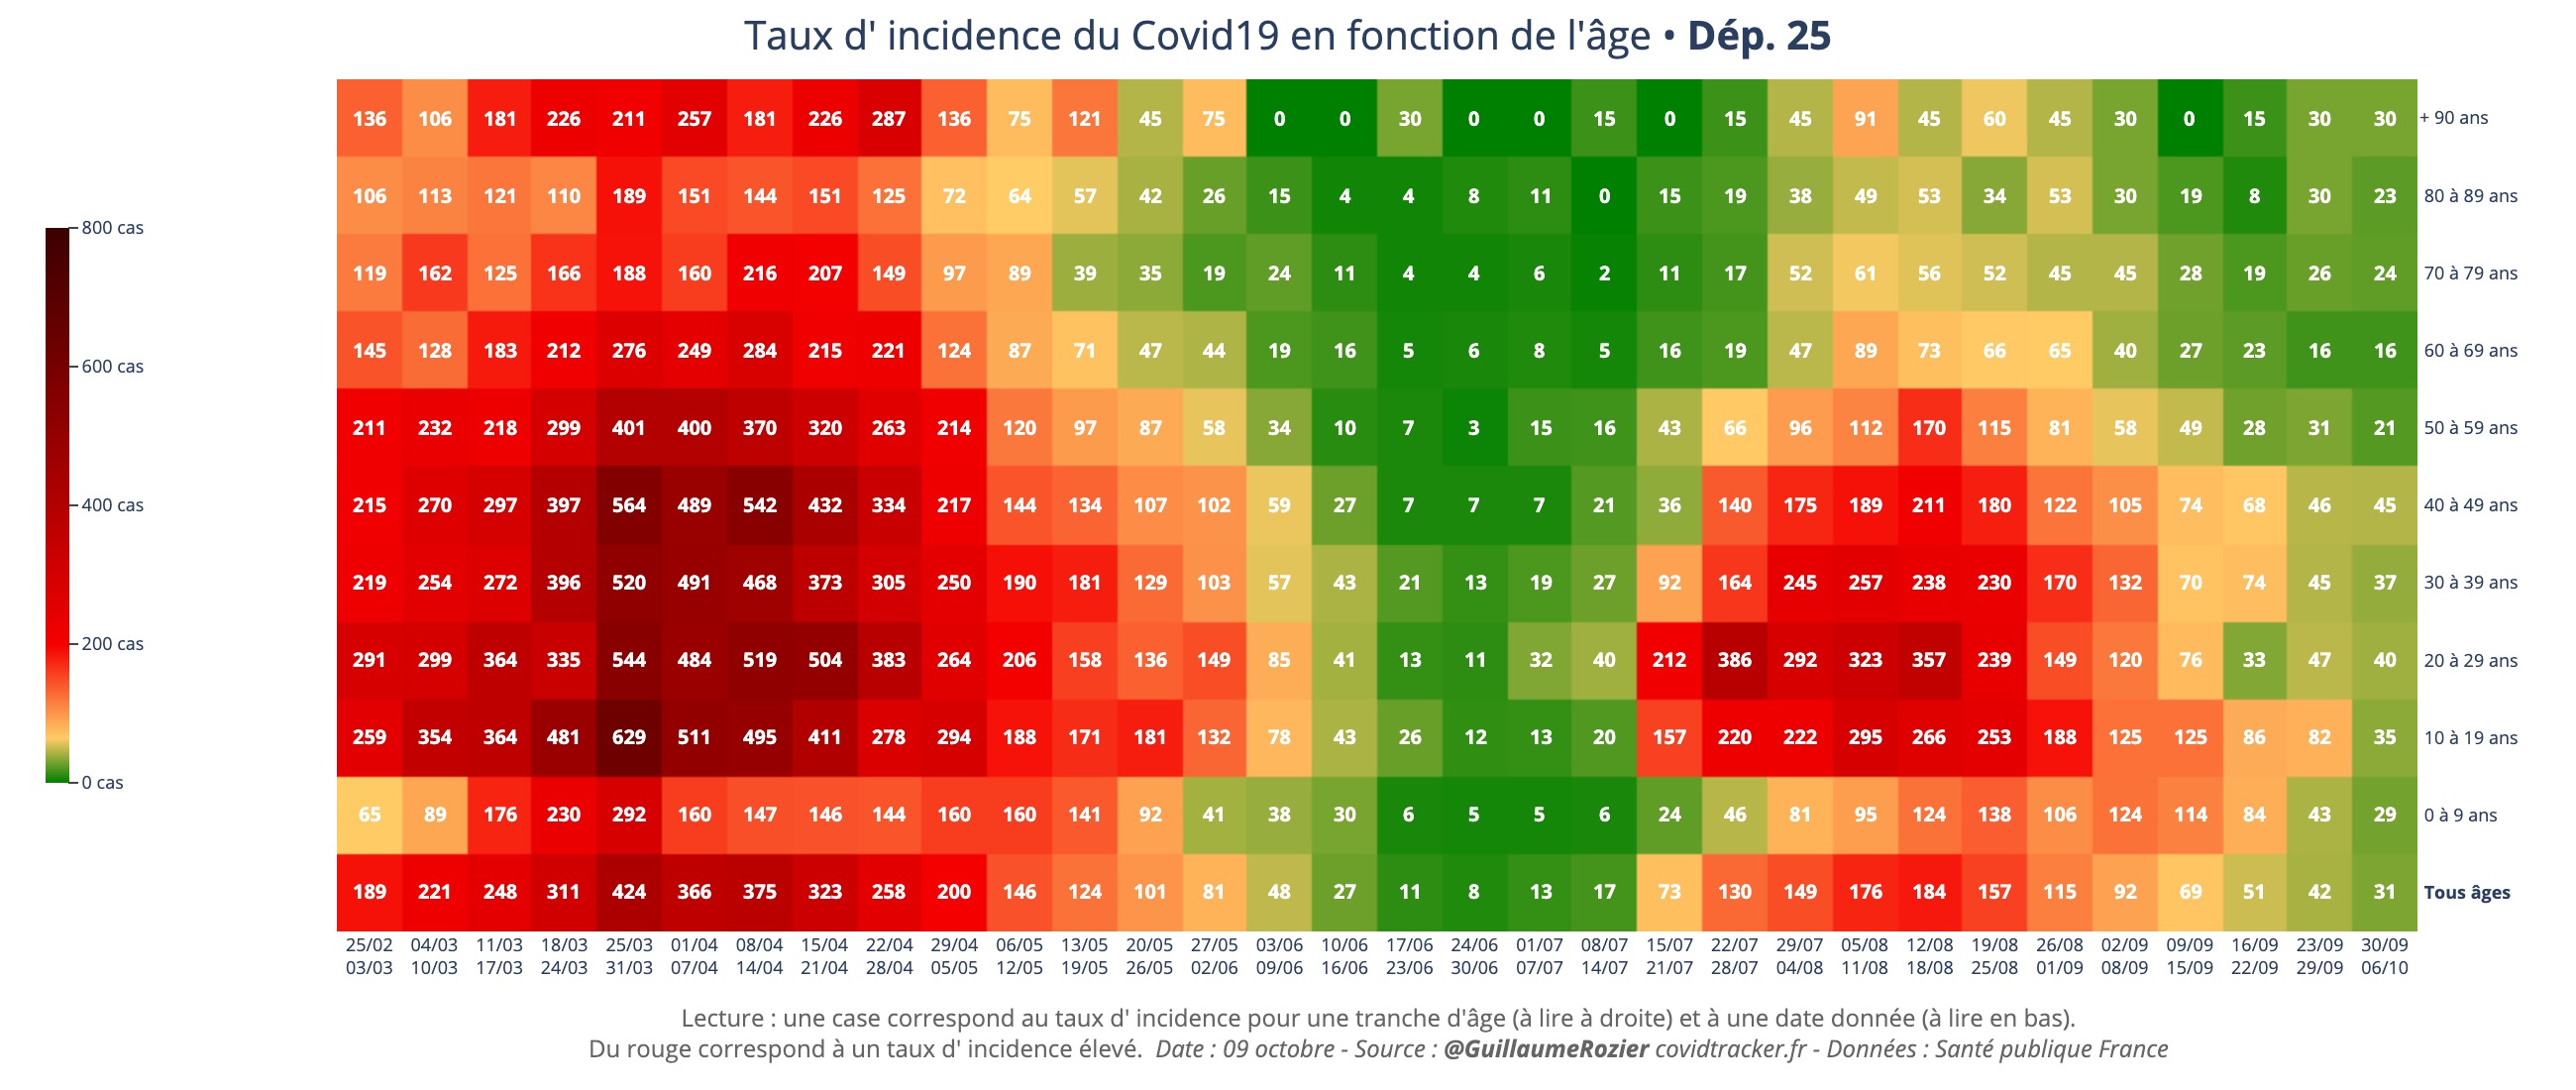 Taux d' incidence du Covid19 en fonction de l'âge • Dép. 25
136 106 181 226 211 257 181 226 287 136 75 121 45 75 0 0 30 0 0 15 0 15 45 91 45 60 45 30 0 15 30 30 + 90 ans
106 113 121 110 189 151 144 151 125 72 64 57 42 26 15 4 4 8 11 0 15 19 38 49 53 34 53 30 19 8 30 23 80 à 89 ans
800 cas
119 162 125 166 188 160 216 207 149 97 89 39 35 19 24 11 4 4 6 2 11 17 52 61 56 52 45 45 28 19 26 24 70 à 79 ans
145 128 183 212 276 249 284 215 221 124 87 71 47 44 19 16 5 6 8 5 16 19 47 89 73 66 65 40 27 23 16 16 60 à 69 ans
600 cas
211 232 218 299 401 400 370 320 263 214 120 97 87 58 34 10 7 3 15 16 43 66 96 112 170 115 81 58 49 28 31 21 50 à 59 ans
400 cas
215 270 297 397 564 489 542 432 334 217 144 134 107 102 59 27 7 7 7 21 36 140 175 189 211 180 122 105 74 68 46 45 40 à 49 ans
219 254 272 396 520 491 468 373 305 250 190 181 129 103 57 43 21 13 19 27 92 164 245 257 238 230 170 132 70 74 45 37 30 à 39 ans
200 cas
291 299 364 335 544 484 519 504 383 264 206 158 136 149 85 41 13 11 32 40 212 386 292 323 357 239 149 120 76 33 47 40 20 à 29 ans
259 354 364 481 629 511 495 411 278 294 188 171 181 132 78 43 26 12 13 20 157 220 222 295 266 253 188 125 125 86 82 35 10 à 19 ans
0 cas
65 89 176 230 292 160 147 146 144 160 160 141 92 41 38 30 6 5 5 6 24 46 81 95 124 138 106 124 114 84 43 29 0 à 9 ans
189 221 248 311 424 366 375 323 258 200 146 124 101 81 48 27 11 8 13 17 73 130 149 176 184 157 115 92 69 51 42 31 Tous âges
25/02 04/03 11/03 18/03 25/03 01/04 08/04 15/04 22/04 29/04 06/05 13/05 20/05 27/05 03/06 10/06 17/06 24/06 01/07 08/07 15/07 22/07 29/07 05/08 12/08 19/08 26/08 02/09 09/09 16/09 23/09 30/09
03/03 10/03 17/03 24/03 31/03 07/04 14/04 21/04 28/04 05/05 12/05 19/05 26/05 02/06 09/06 16/06 23/06 30/06 07/07 14/07 21/07 28/07 04/08 11/08 18/08 25/08 01/09 08/09 15/09 22/09 29/09 06/10
Lecture : une case correspond au taux d' incidence pour une tranche d'âge (à lire à droite) et à une date donnée (à lire en bas).
Du rouge correspond à un taux d' incidence élevé. Date : 09 octobre - Source : @GuillaumeRozier covidtracker.fr - Données : Santé publique France